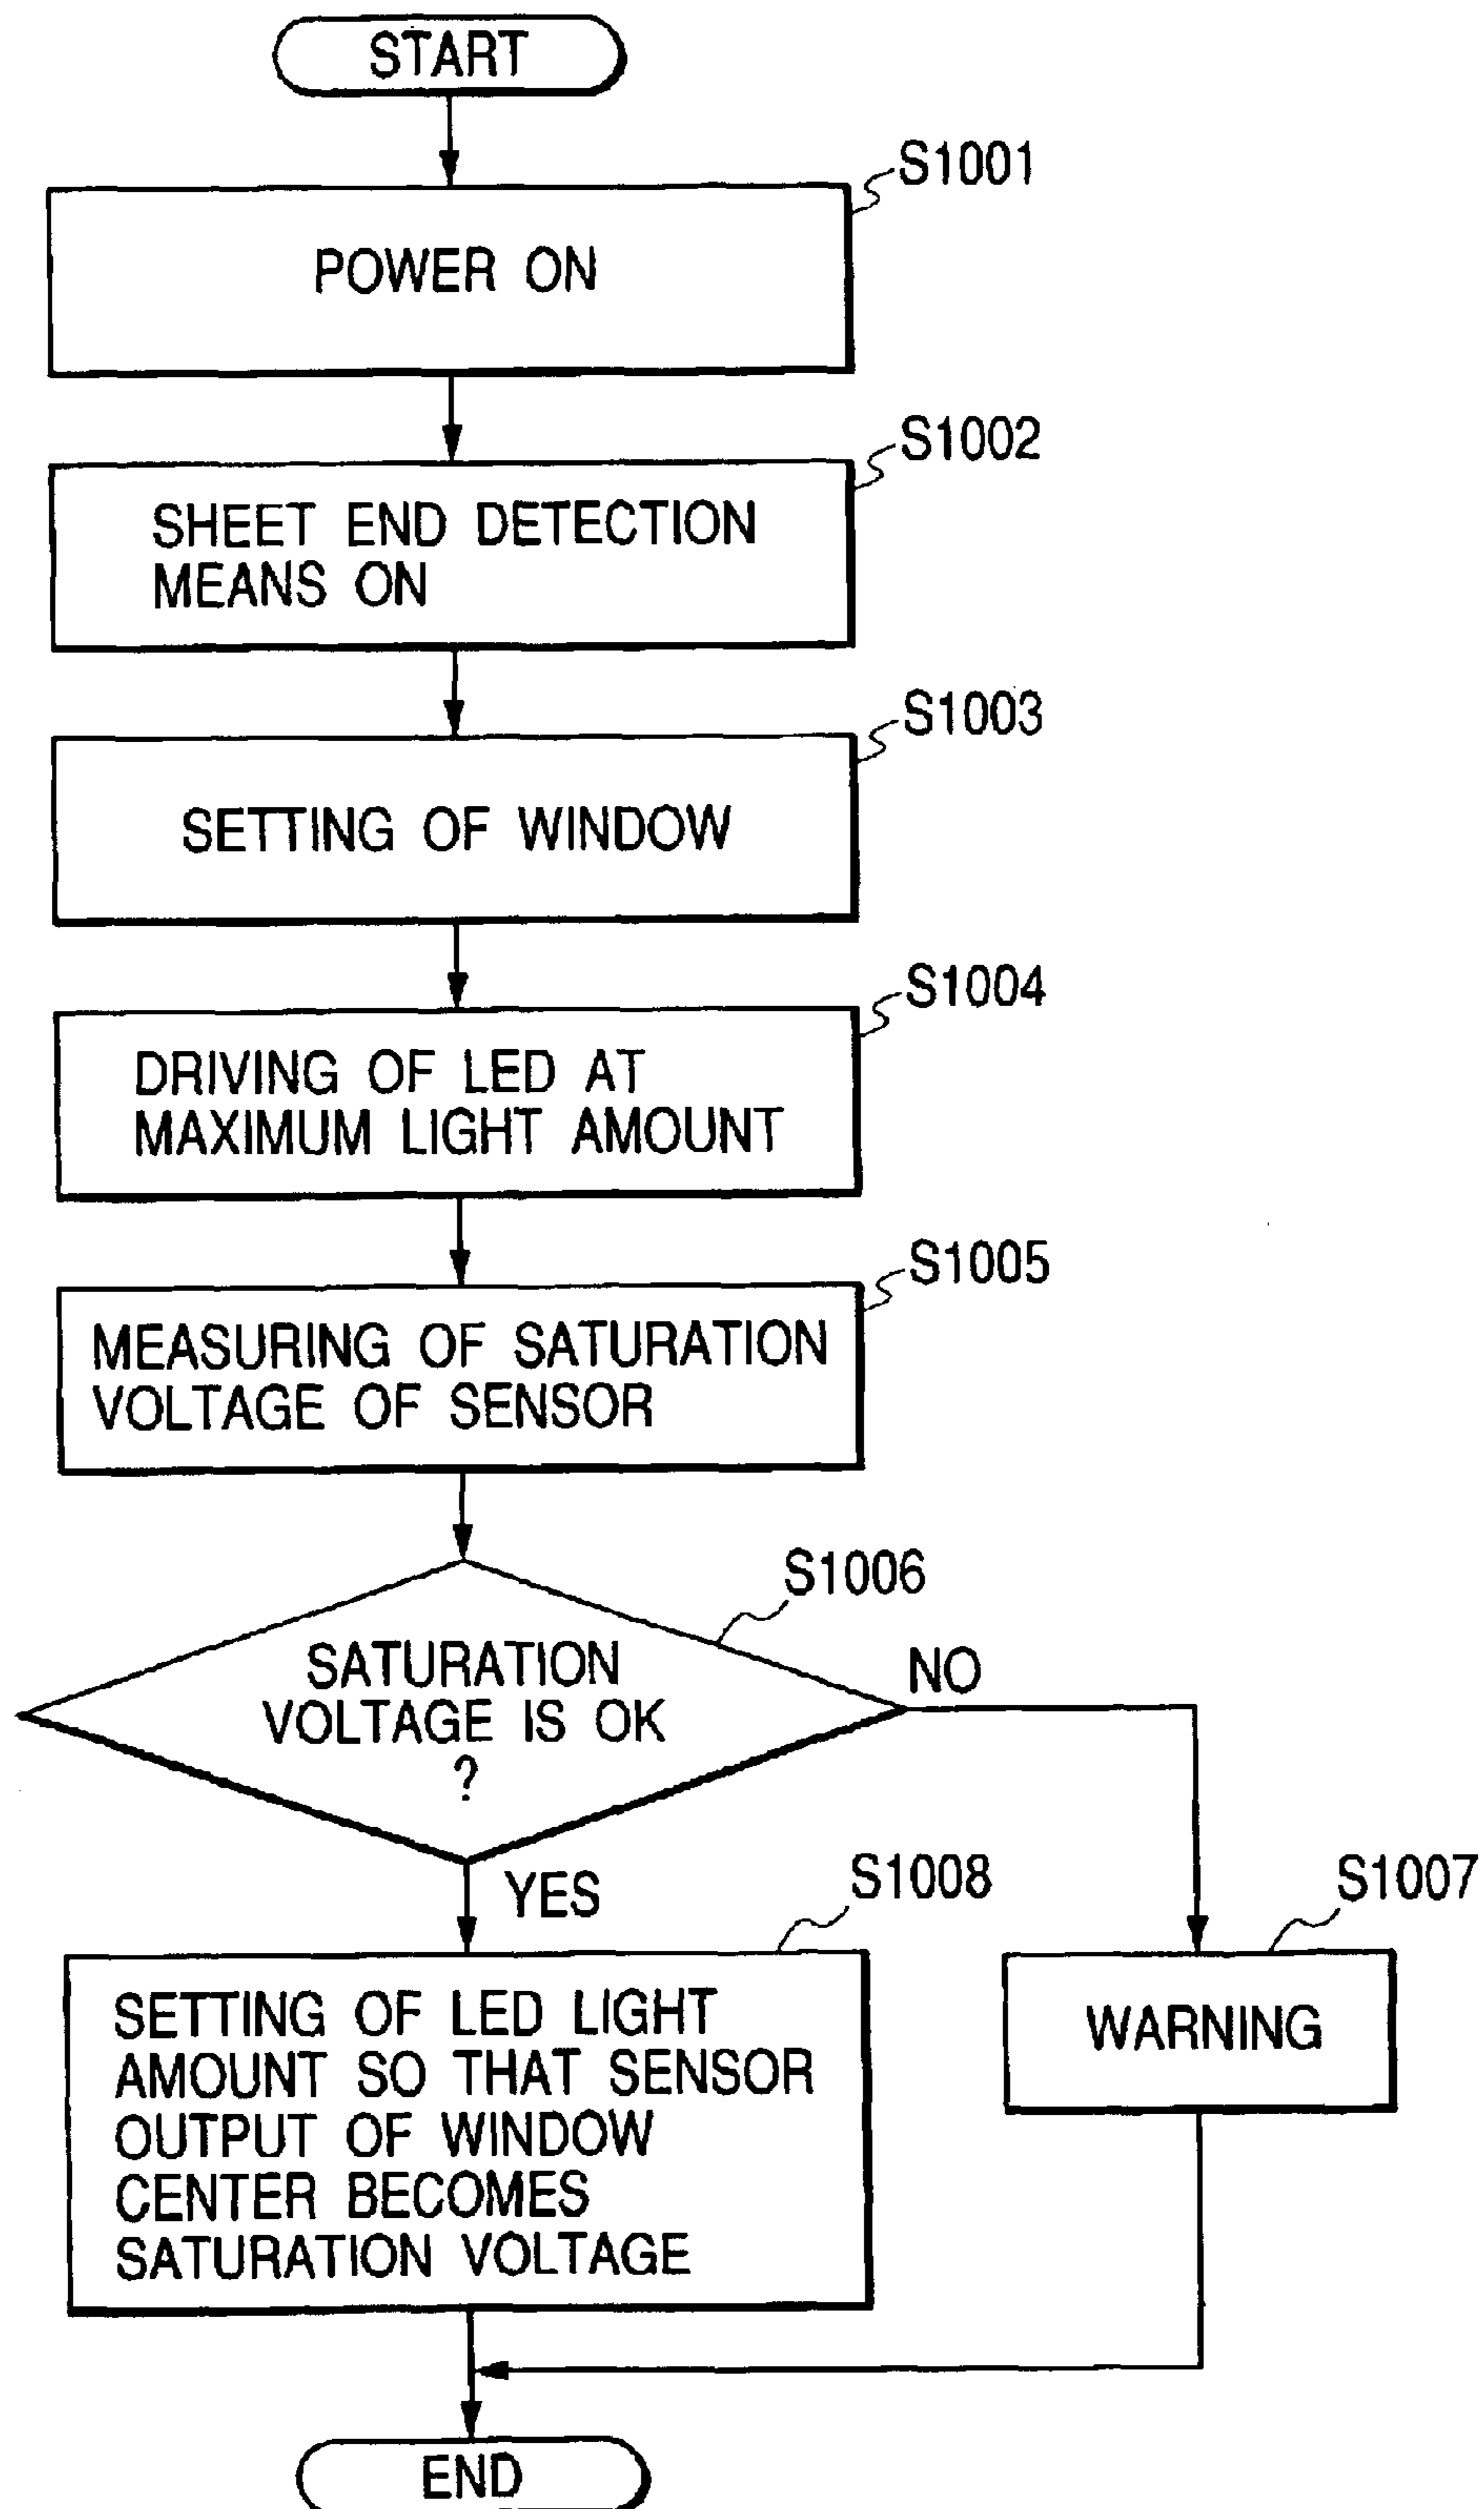 START
S1001
POWER ON
S1002
SHEET END DETECTION
MEANS ON
S1003
SETTING OF WINDOW
S1004
DRIVING OF LED AT
MAXIMUM LIGHT AMOUNT
S1005
MEASURING OF SATURATION
VOLTAGE OF SENSOR
S1006
SATURATION
VOLTAGE IS OK
?
NO
YES
S1008
S1007
SETTING OF LED LIGHT
AMOUNT SO THAT SENSOR
OUTPUT OF WINDOW
CENTER BECOMES
SATURATION VOLTAGE
WARNING
END